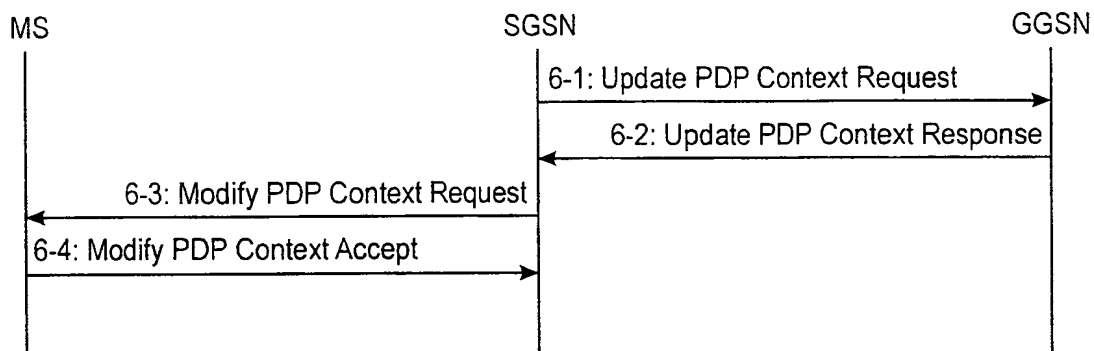 MS
SGSN
GGSN
6-1: Update PDP Context Request
6-2: Update PDP Context Response
6-3: Modify PDP Context Request
6-4: Modify PDP Context Accept